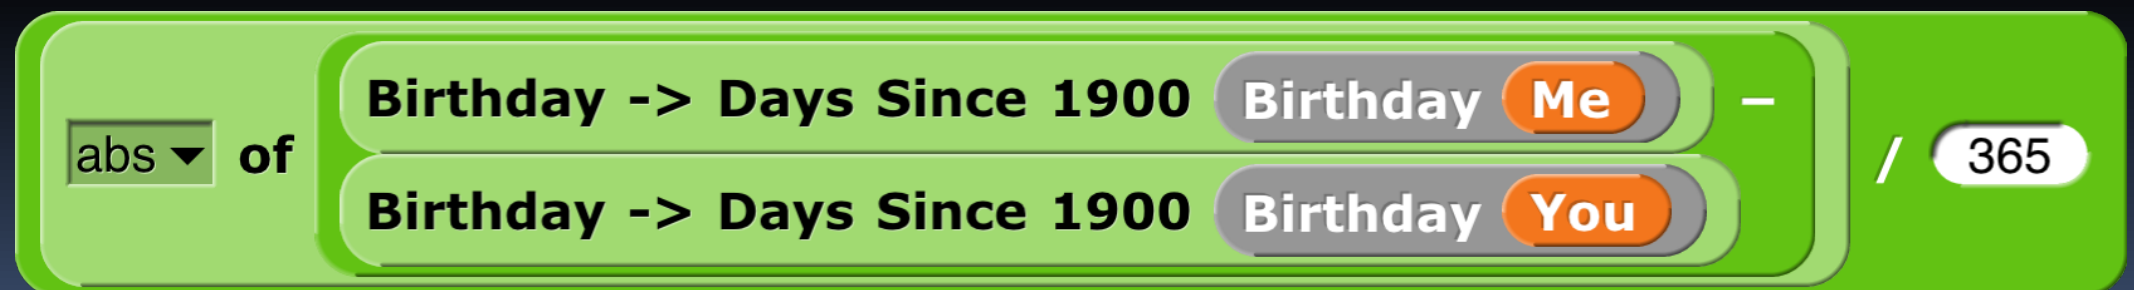 Birthday -> Days Since 1900 Birthday Me −
abs of / 365
Birthday -> Days Since 1900 Birthday You